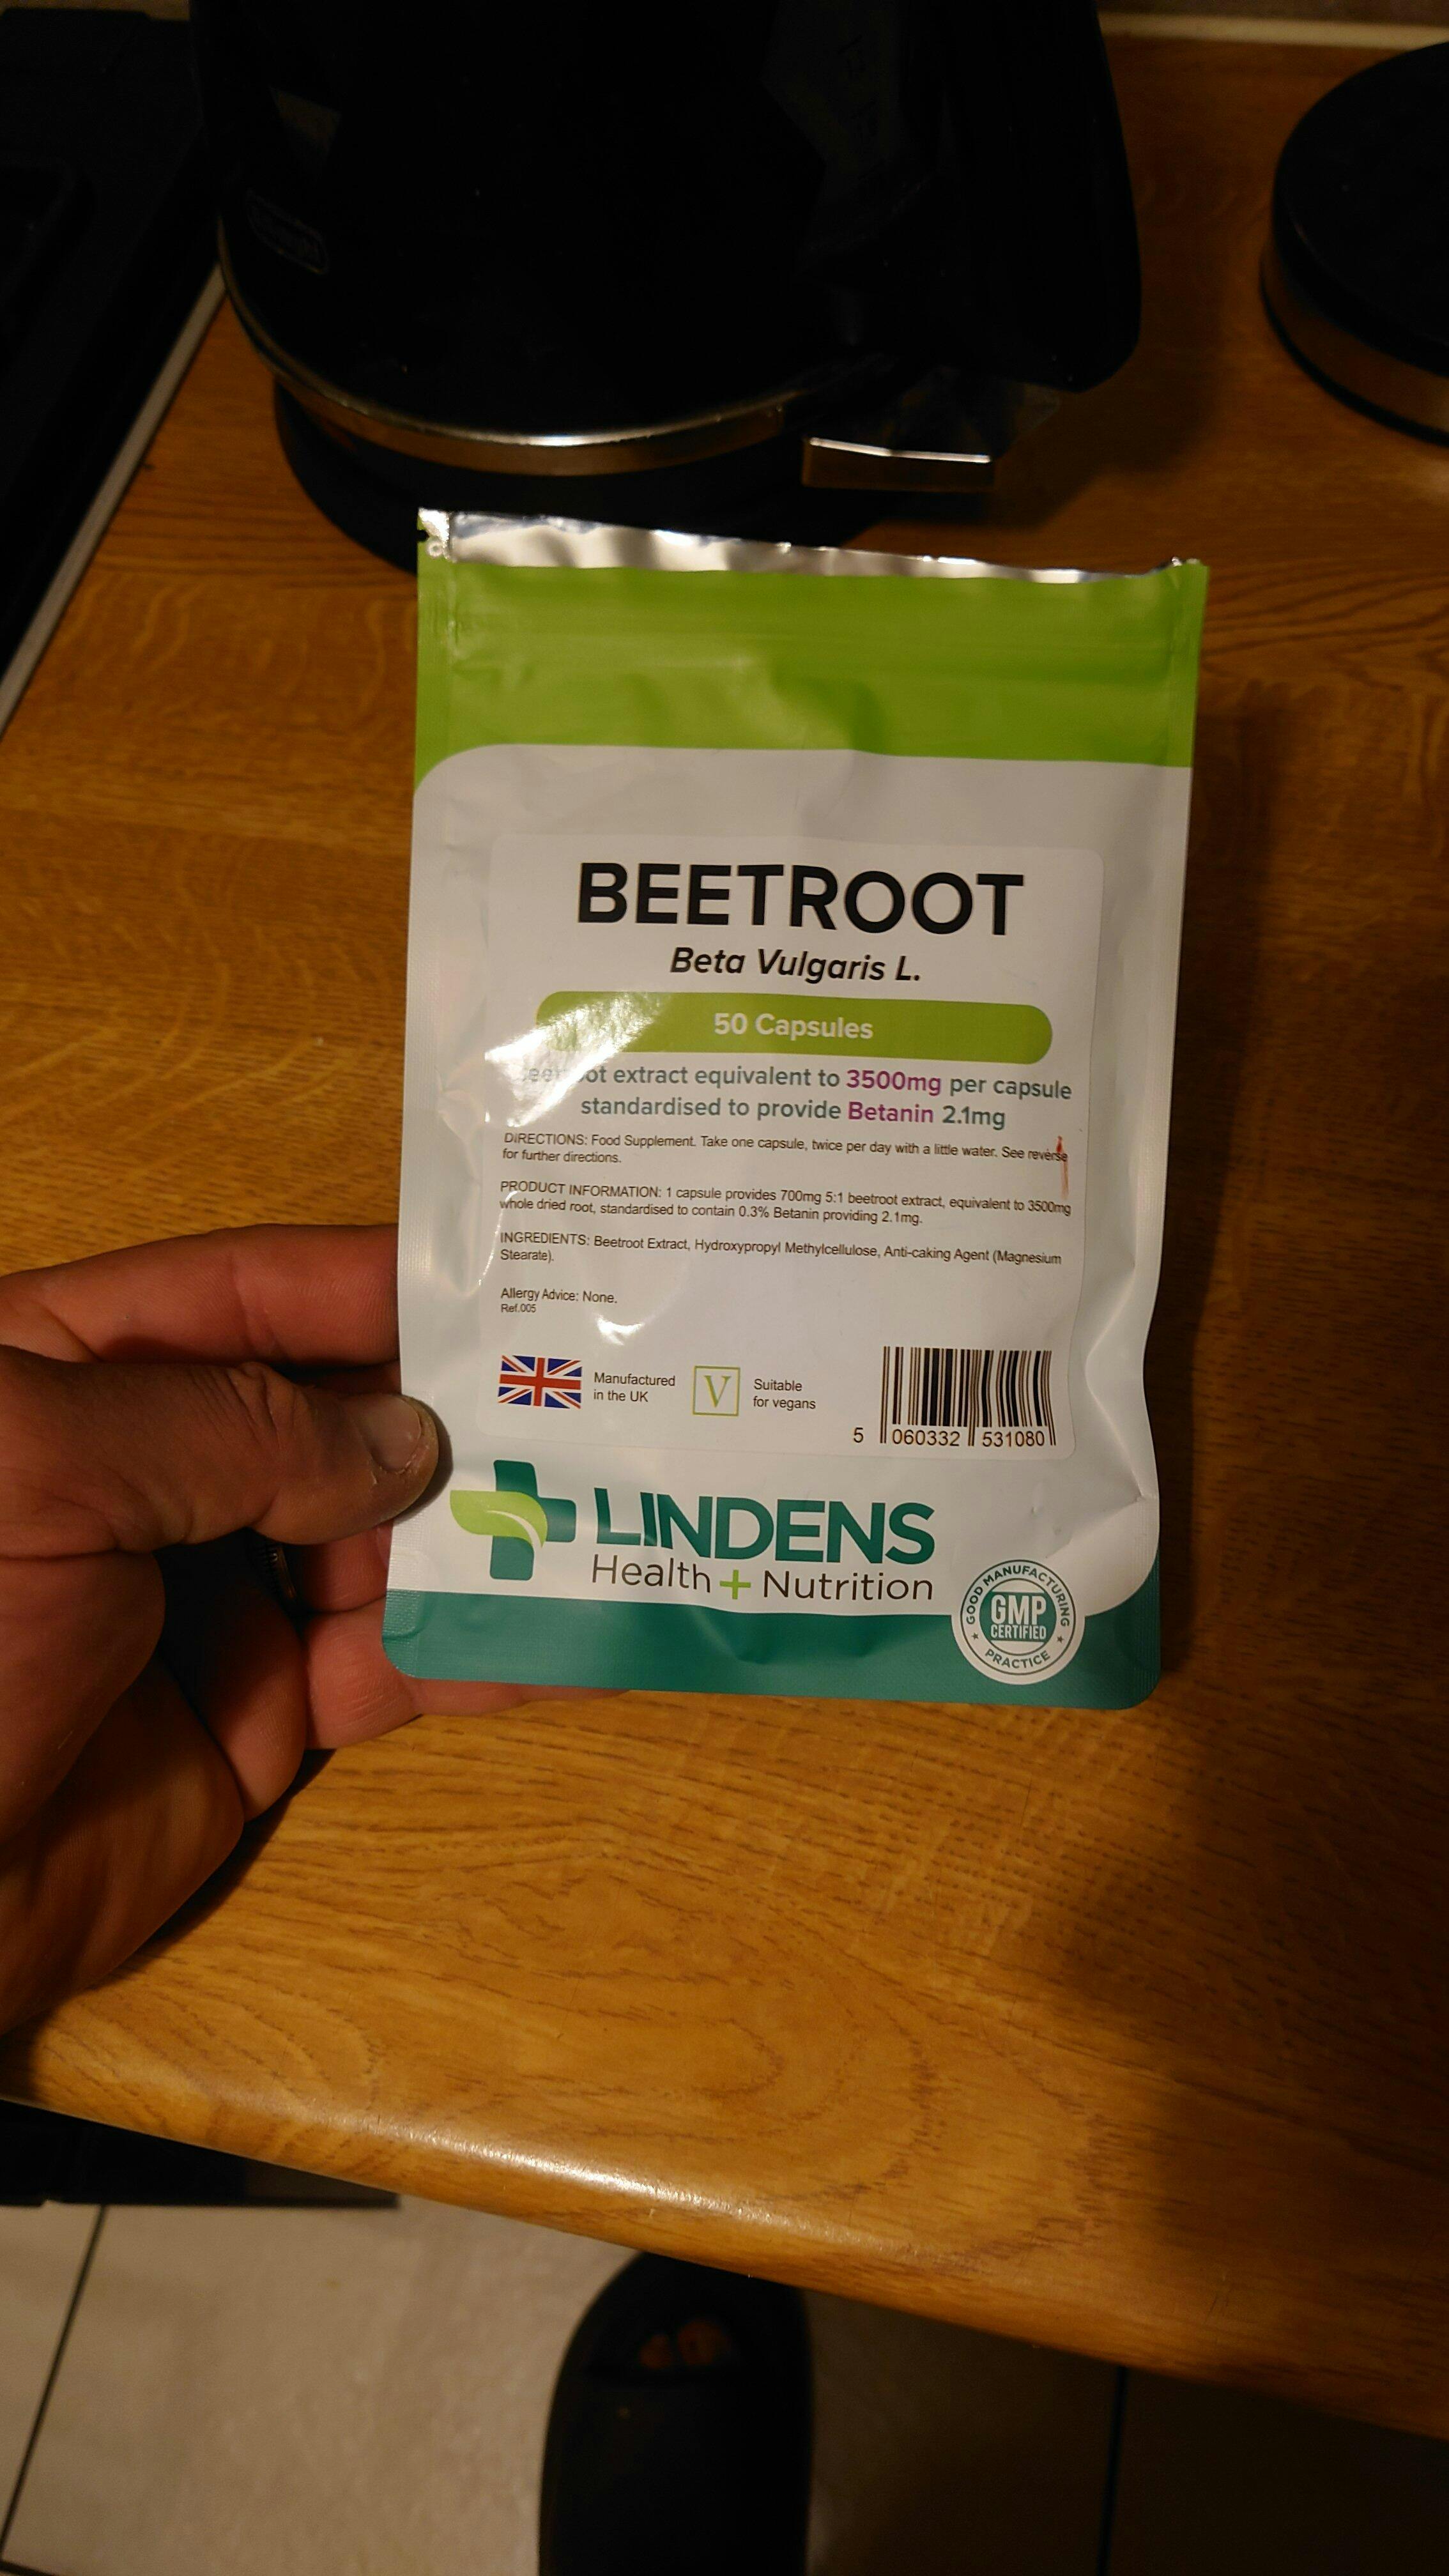 BEETROOT
Beta Vulgaris L.
50 Capsules
extract equivalent to 3500mg per capsule
standardised to provide Betanin 2.1mg
DIRECTIONS: Food Supplement. Take one capsule, twice per day with a little water. See reverse
for further directions.
PRODUCT INFORMATION: 1 capsule provides 700mg 5:1 beetroot extract, equivalent to 3500mg
whole dried root, standardised to contain 0.3% Betanin providing 2.1mg.
INGREDIENTS: Beetroot Extract, Hydroxypropyl Methylcellulose, Anti-caking Agent (Magnesium
Stearate).
Allergy Advice: None.
Ref.005
Manufactured
in the UK
V
Suitable
for vegans
5 060332 531080
LINDENS
Health + Nutrition
GOOD MANUFACTURING
GMP
CERTIFIED
PRACTICE